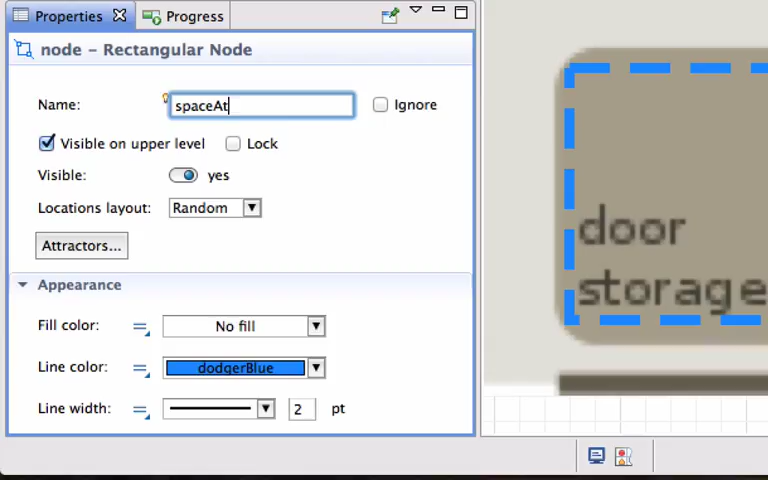 Properties Progress
node – Rectangular Node
Name: spaceAt Ignore
Visible on upper level Lock
Visible: yes
Locations layout: Random
Attractors...
Appearance
Fill color: No fill
Line color: dodgerBlue
Line width: 2 pt
door
storage